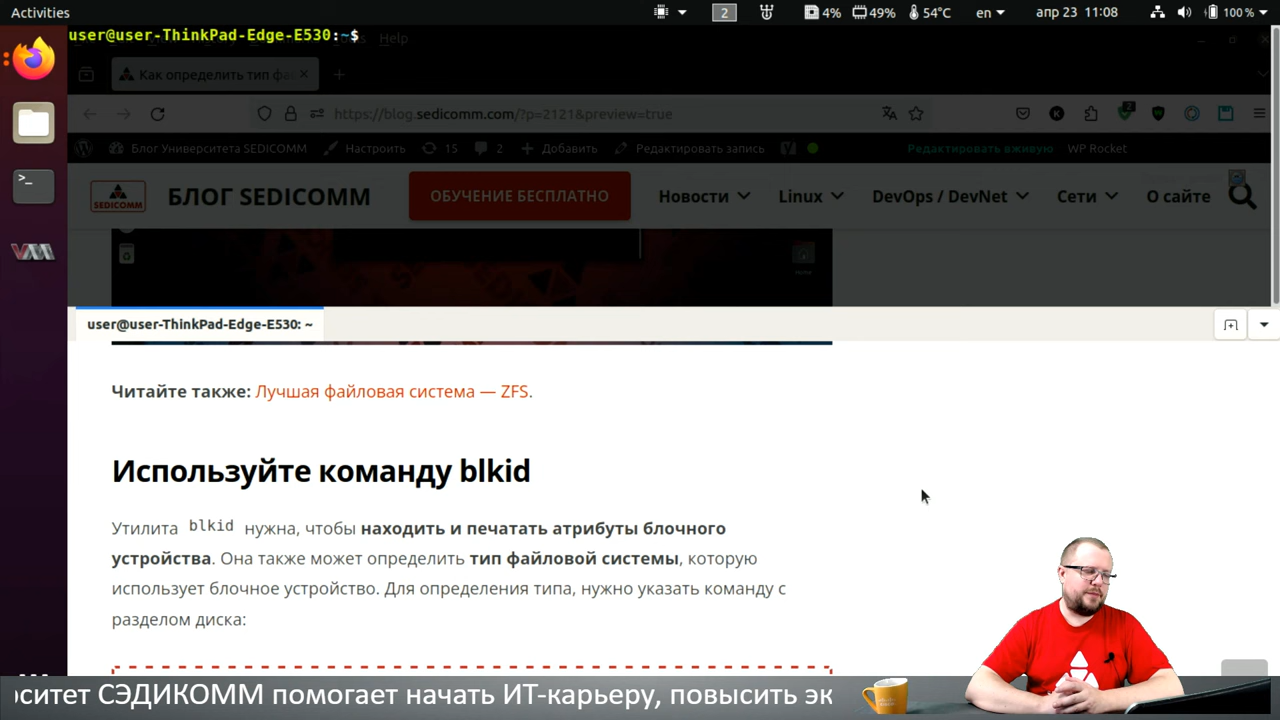 Activities
2
4%
49%
54°C
en
апр 23 11:08
100 %
user@user-ThinkPad-Edge-E530:~$
Help
Как определить тип фа
https://blog.sedicomm.com/?p=2121&preview=true
2
Блог Университета SEDICOMM
Настроить
15
2
Добавить
Редактировать запись
Редактировать вживую
WP Rocket
SEDICOMM
БЛОГ SEDICOMM
ОБУЧЕНИЕ БЕСПЛАТНО
Новости
Linux
DevOps / DevNet
Сети
О сайте
user@user-ThinkPad-Edge-E530: ~
Читайте также: Лучшая файловая система — ZFS.
Используйте команду blkid
Утилита blkid нужна, чтобы находить и печатать атрибуты блочного
устройства. Она также может определить тип файловой системы, которую
использует блочное устройство. Для определения типа, нужно указать команду с
разделом диска:
рситет СЭДИКОММ помогает начать ИТ-карьеру, повысить эк